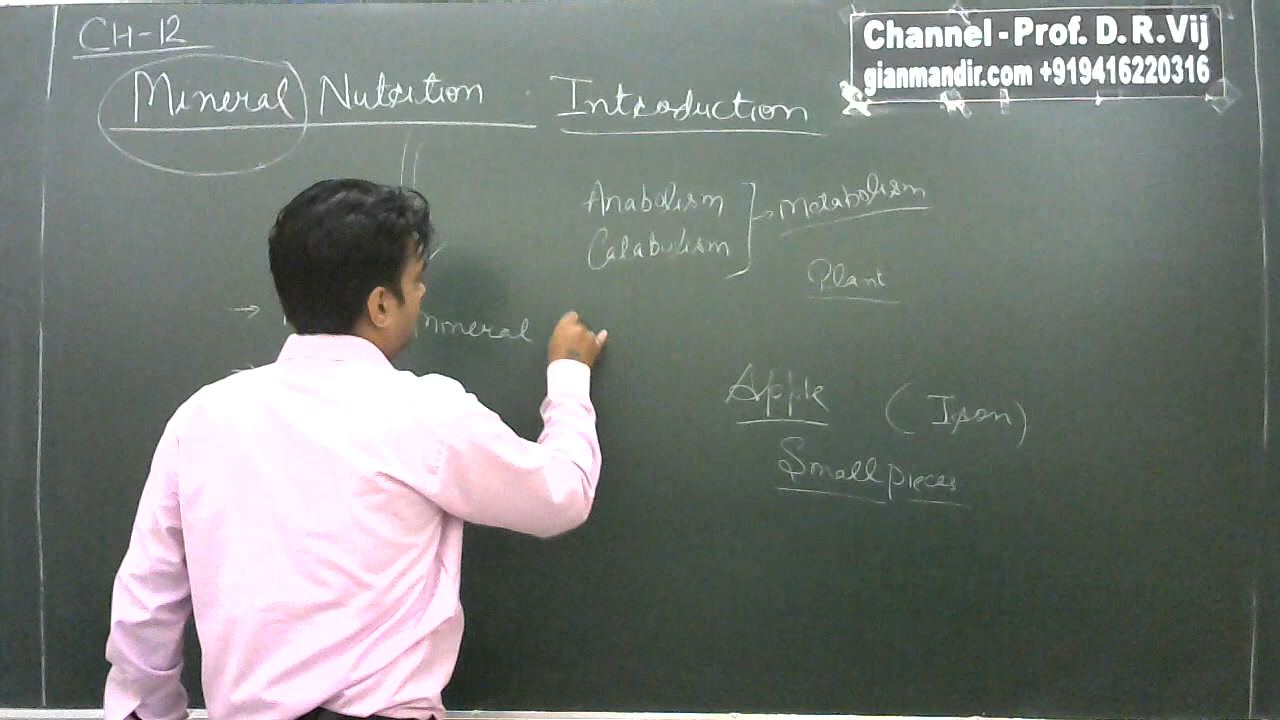 CH-12
Mineral Nutrition . Introduction
Channel - Prof. D. R. Vij
gianmandir.com +919416220316
Anabolism
Catabolism
] → Metabolism
Plant
→
mineral
→
Apple (Iron)
Small pieces